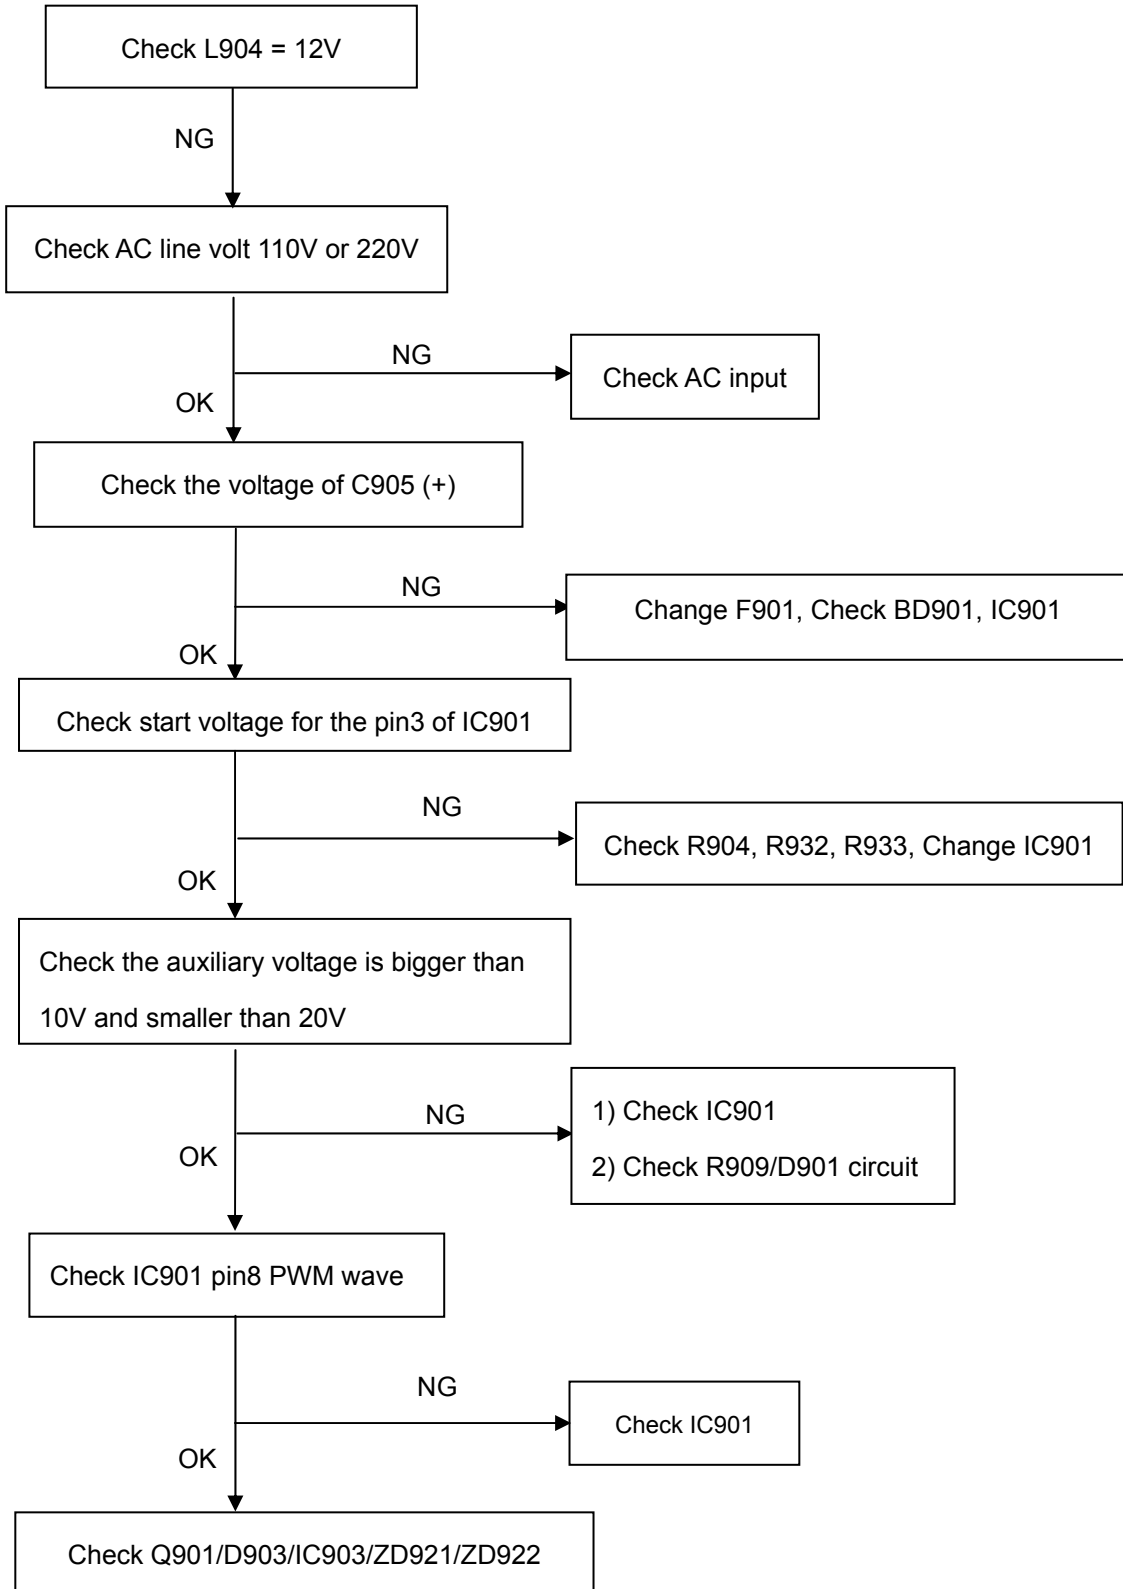 Check L904 = 12V
NG
Check AC line volt 110V or 220V
NG
Check AC input
OK
Check the voltage of C905 (+)
NG
Change F901, Check BD901, IC901
OK
Check start voltage for the pin3 of IC901
NG
Check R904, R932, R933, Change IC901
OK
Check the auxiliary voltage is bigger than
10V and smaller than 20V
NG
1) Check IC901
2) Check R909/D901 circuit
OK
Check IC901 pin8 PWM wave
NG
Check IC901
OK
Check Q901/D903/IC903/ZD921/ZD922